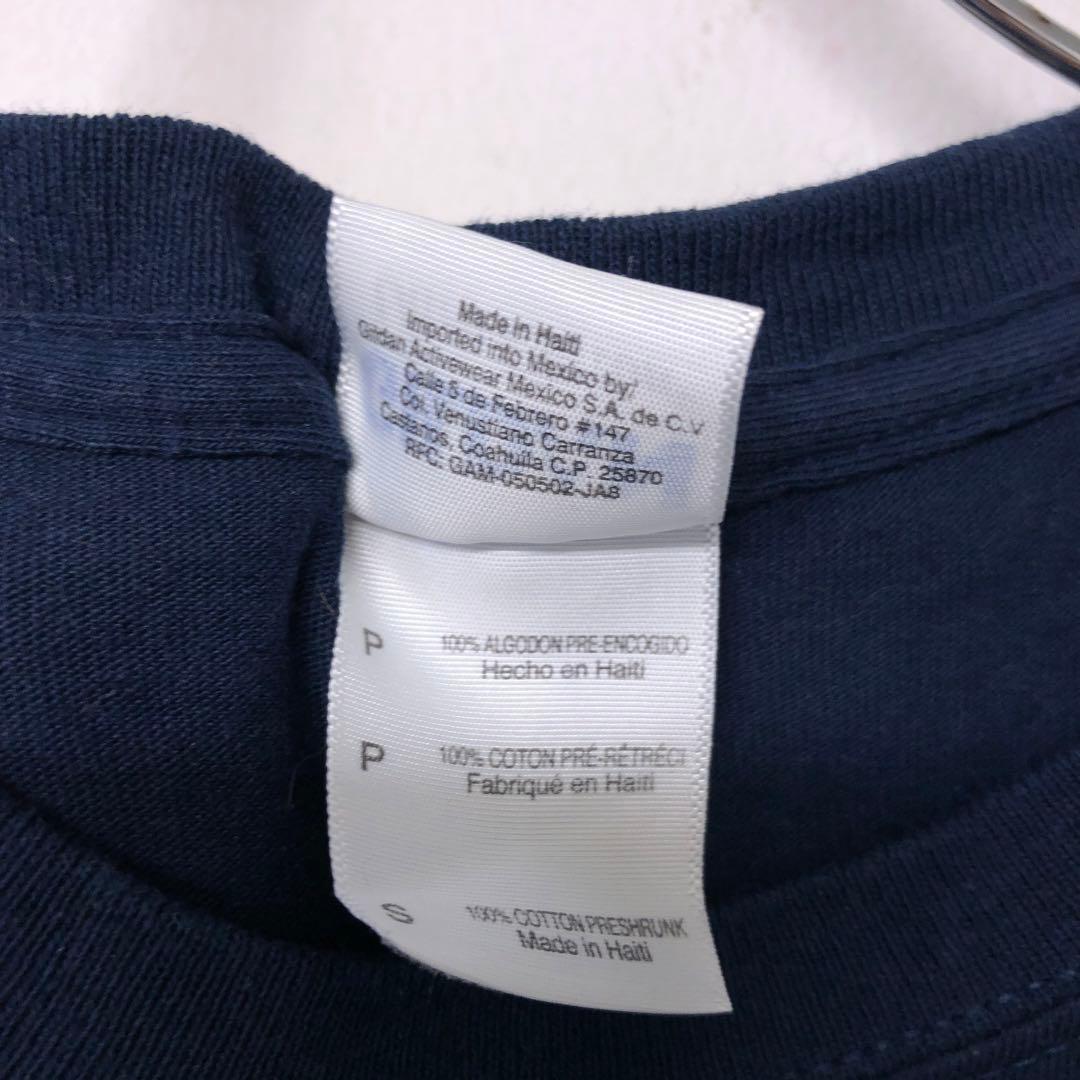 Made in Haiti
Imported into Mexico by:/
Gildan Activewear Mexico S.A. de C.V
Calle 5 de Febrero #147
Col. Venustiano Carranza
Castanos, Coahuila C.P. 25870
RFC: GAM-050502-JA8
P 100% ALGODON PRE-ENCOGIDO
Hecho en Haiti
P 100% COTON PRÉ-RÉTRÉCI
Fabriqué en Haiti
S 100% COTTON PRESHRUNK
Made in Haiti